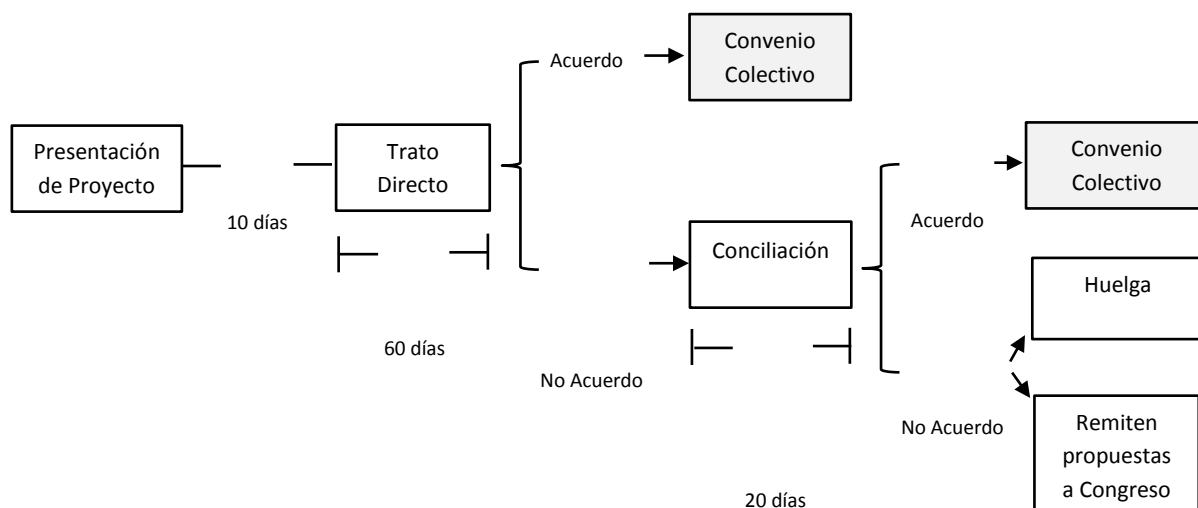 Presentación
de Proyecto
10 días
Trato
Directo
60 días
Acuerdo
Convenio
Colectivo
No Acuerdo
Conciliación
20 días
Acuerdo
Convenio
Colectivo
No Acuerdo
Huelga
Remiten
propuestas
a Congreso